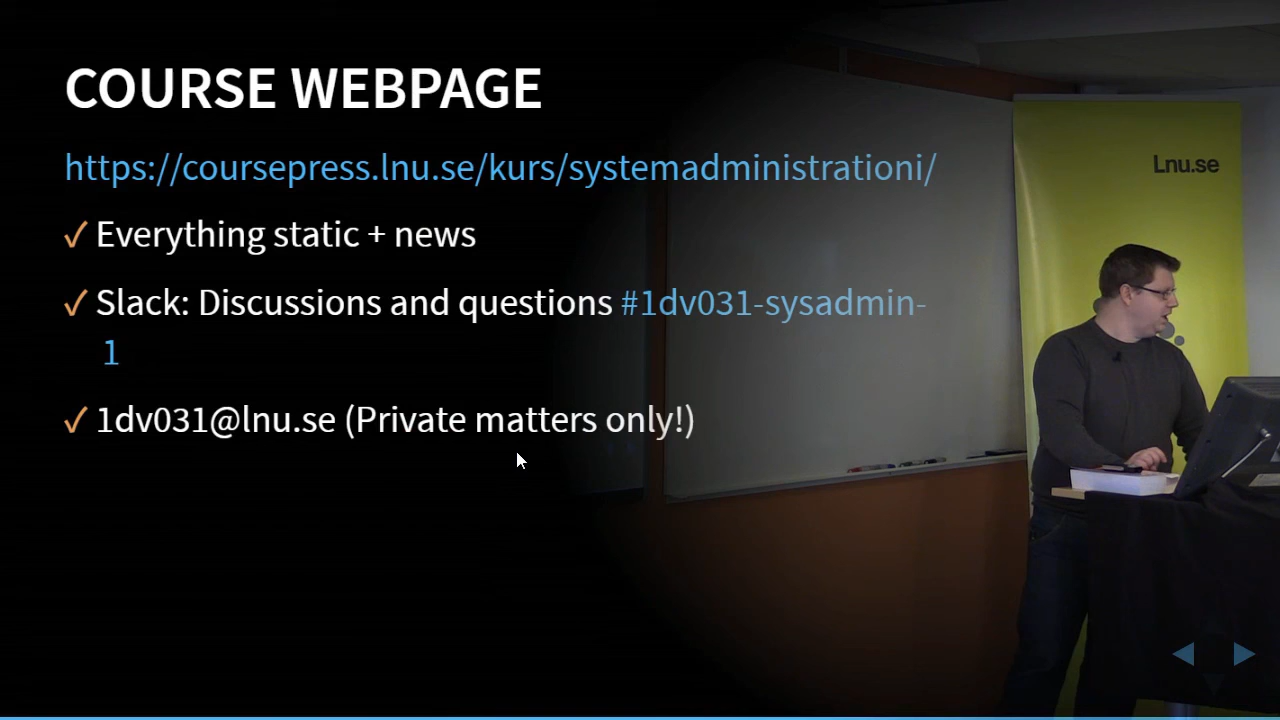 COURSE WEBPAGE
https://coursepress.lnu.se/kurs/systemadministrationi/
✓ Everything static + news
✓ Slack: Discussions and questions #1dv031-sysadmin-
1
✓ 1dv031@lnu.se (Private matters only!)
Lnu.se